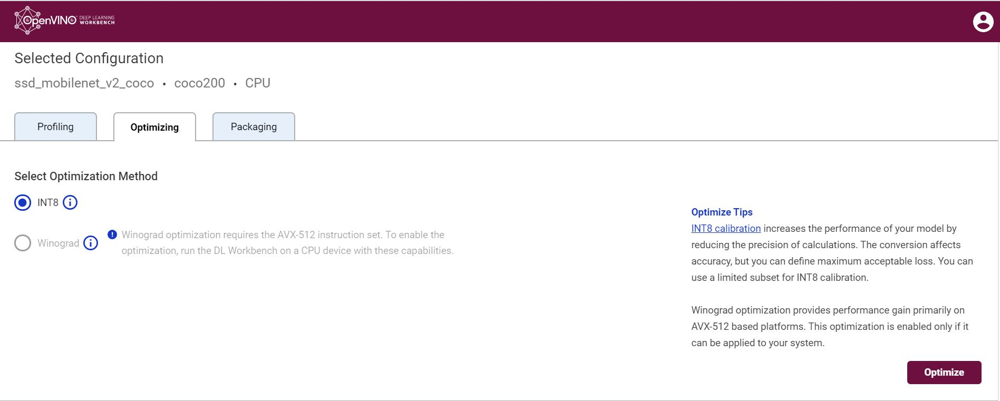 OpenVINO DEEP LEARNING
WORKBENCH
Selected Configuration
ssd_mobilenet_v2_coco • coco200 • CPU
Profiling
Optimizing
Packaging
Select Optimization Method
INT8
Winograd
Winograd optimization requires the AVX-512 instruction set. To enable the
optimization, run the DL Workbench on a CPU device with these capabilities.
Optimize Tips
INT8 calibration increases the performance of your model by
reducing the precision of calculations. The conversion affects
accuracy, but you can define maximum acceptable loss. You can
use a limited subset for INT8 calibration.
Winograd optimization provides performance gain primarily on
AVX-512 based platforms. This optimization is enabled only if it
can be applied to your system.
Optimize